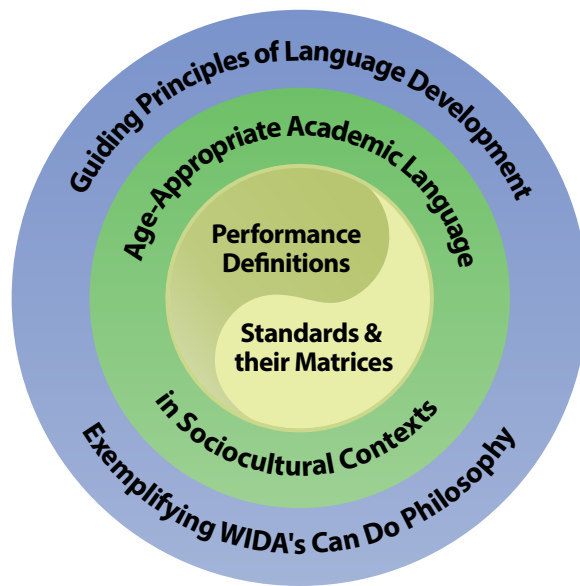 Guiding Principles of Language Development
Age-Appropriate Academic Language
Performance
Definitions
Standards &
their Matrices
in Sociocultural Contexts
Exemplifying WIDA's Can Do Philosophy